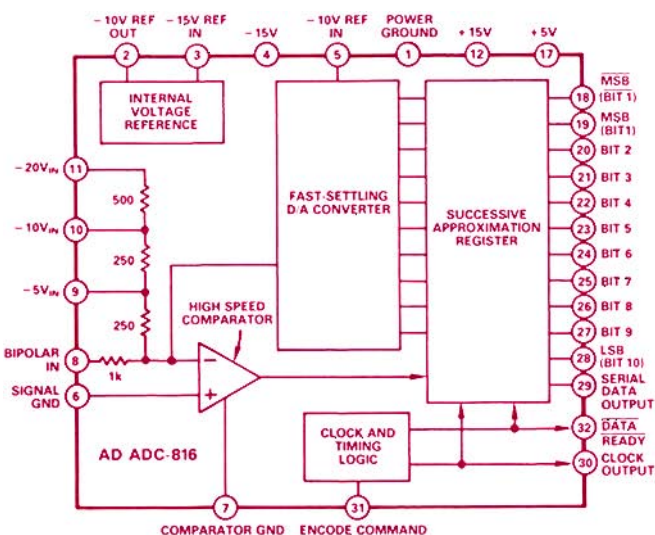 – 10V REF
OUT
– 15V REF
IN
– 15V
– 10V REF
IN
POWER
GROUND
+ 15V
+ 5V
2
3
4
5
1
12
17
INTERNAL
VOLTAGE
REFERENCE
– 20VIN
11
500
– 10VIN
10
250
– 5VIN
9
250
BIPOLAR
IN
8
1k
SIGNAL
GND
6
HIGH SPEED
COMPARATOR
–
+
FAST-SETTLING
D/A CONVERTER
SUCCESSIVE
APPROXIMATION
REGISTER
18
M̅S̅B̅
(B̅I̅T̅ 1̅)
19
MSB
(BIT1)
20
BIT 2
21
BIT 3
22
BIT 4
23
BIT 5
24
BIT 6
25
BIT 7
26
BIT 8
27
BIT 9
28
LSB
(BIT 10)
29
SERIAL
DATA
OUTPUT
32
D̅A̅T̅A̅
R̅E̅A̅D̅Y̅
30
CLOCK
OUTPUT
CLOCK AND
TIMING
LOGIC
AD ADC-816
7
31
COMPARATOR GND
ENCODE COMMAND